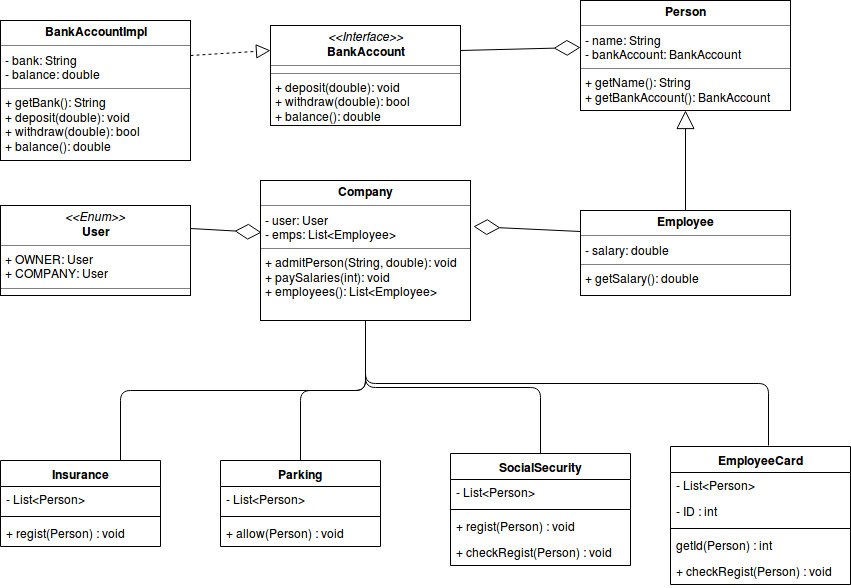 BankAccountImpl
- bank: String
- balance: double
+ getBank(): String
+ deposit(double): void
+ withdraw(double): bool
+ balance(): double
<<Interface>>
BankAccount
+ deposit(double): void
+ withdraw(double): bool
+ balance(): double
Person
- name: String
- bankAccount: BankAccount
+ getName(): String
+ getBankAccount(): BankAccount
<<Enum>>
User
+ OWNER: User
+ COMPANY: User
Company
- user: User
- emps: List<Employee>
+ admitPerson(String, double): void
+ paySalaries(int): void
+ employees(): List<Employee>
Employee
- salary: double
+ getSalary(): double
Insurance
- List<Person>
+ regist(Person) : void
Parking
- List<Person>
+ allow(Person) : void
SocialSecurity
- List<Person>
+ regist(Person) : void
+ checkRegist(Person) : void
EmployeeCard
- List<Person>
- ID : int
getId(Person) : int
+ checkRegist(Person) : void